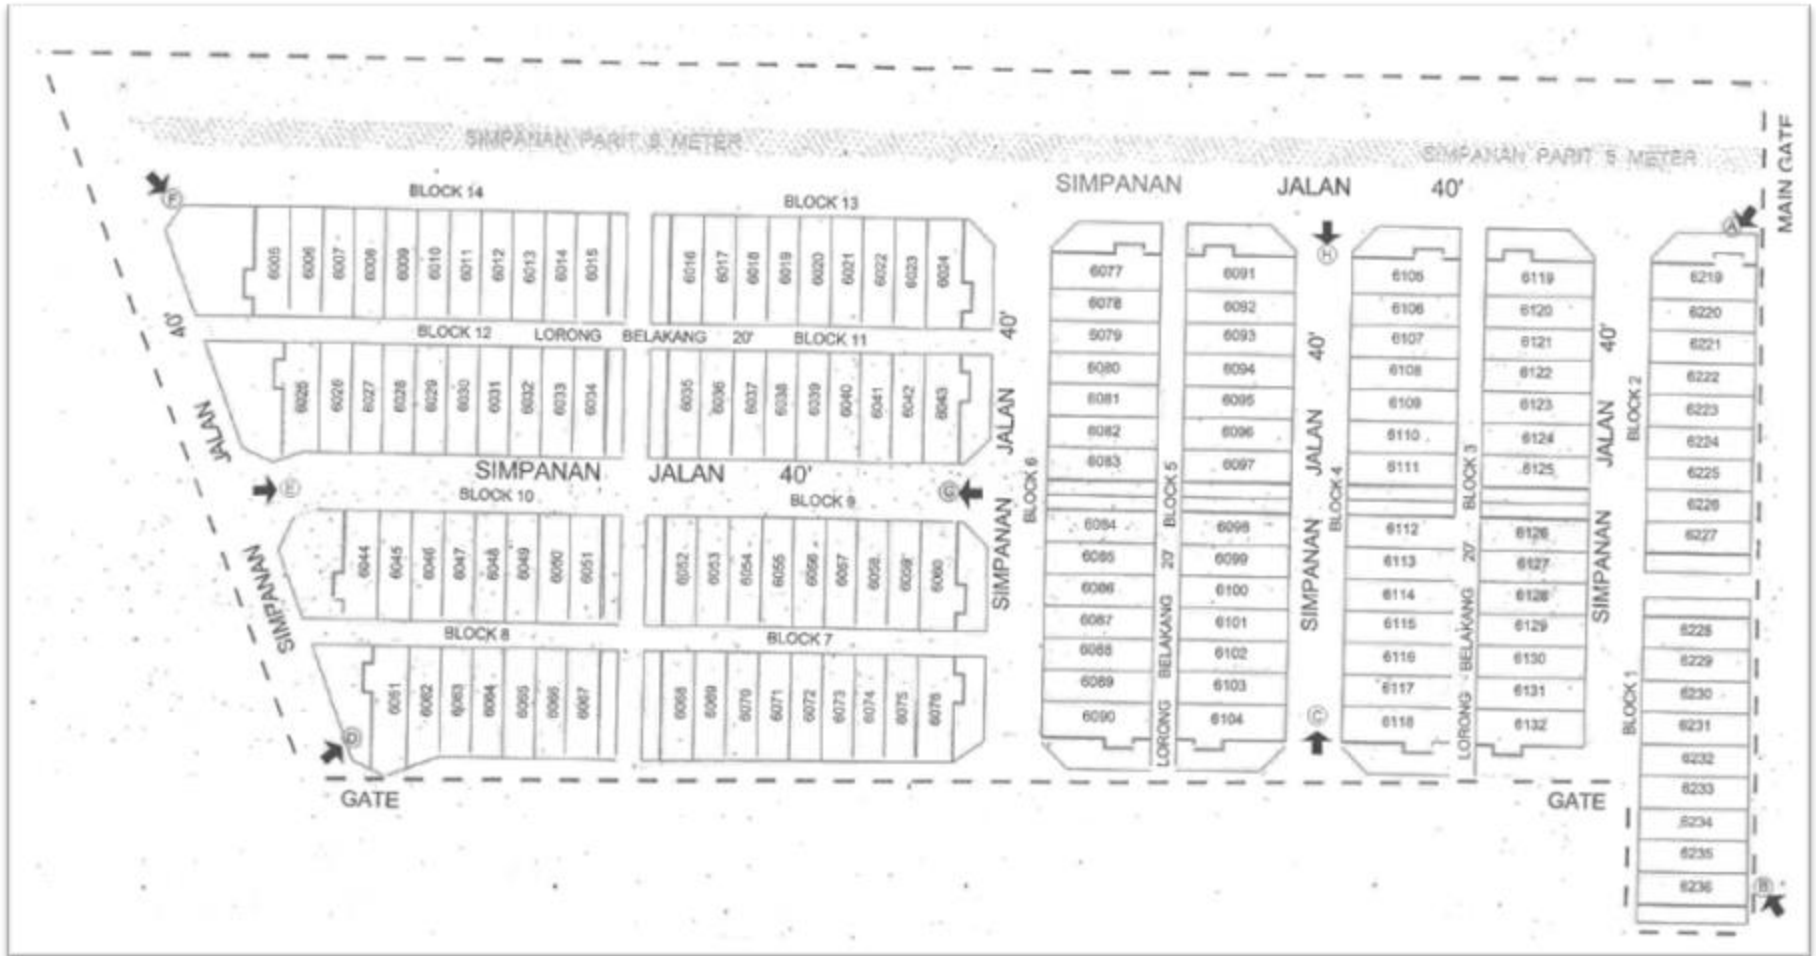 SIMPANAN PARIT 5 METER
SIMPANAN PARIT 5 METER
MAIN GATE
SIMPANAN JALAN 40'
F
BLOCK 14
BLOCK 13
H
A
6005 6006 6007 6008 6009 6010 6011 6012 6013 6014 6015
6016 6017 6018 6019 6020 6021 6022 6023 6024
BLOCK 12 LORONG BELAKANG 20' BLOCK 11
6025 6026 6027 6028 6029 6030 6031 6032 6033 6034
6035 6036 6037 6038 6039 6040 6041 6042 6043
SIMPANAN JALAN 40'
SIMPANAN JALAN 40'
E
G
BLOCK 10
BLOCK 9
6044 6045 6046 6047 6048 6049 6050 6051
6052 6053 6054 6055 6056 6057 6058 6059 6060
BLOCK 8
BLOCK 7
6061 6062 6063 6064 6065 6066 6067
6068 6069 6070 6071 6072 6073 6074 6075 6076
D
GATE
SIMPANAN JALAN 40'
BLOCK 6
6077
6078
6079
6080
6081
6082
6083
6084
6085
6086
6087
6088
6089
6090
LORONG BELAKANG 20' BLOCK 5
6091
6092
6093
6094
6095
6096
6097
6098
6099
6100
6101
6102
6103
6104
SIMPANAN JALAN 40'
C
BLOCK 4
6105
6106
6107
6108
6109
6110
6111
6112
6113
6114
6115
6116
6117
6118
LORONG BELAKANG 20' BLOCK 3
6119
6120
6121
6122
6123
6124
6125
6126
6127
6128
6129
6130
6131
6132
SIMPANAN JALAN 40'
GATE
BLOCK 2
6219
6220
6221
6222
6223
6224
6225
6226
6227
BLOCK 1
6228
6229
6230
6231
6232
6233
6234
6235
6236
B